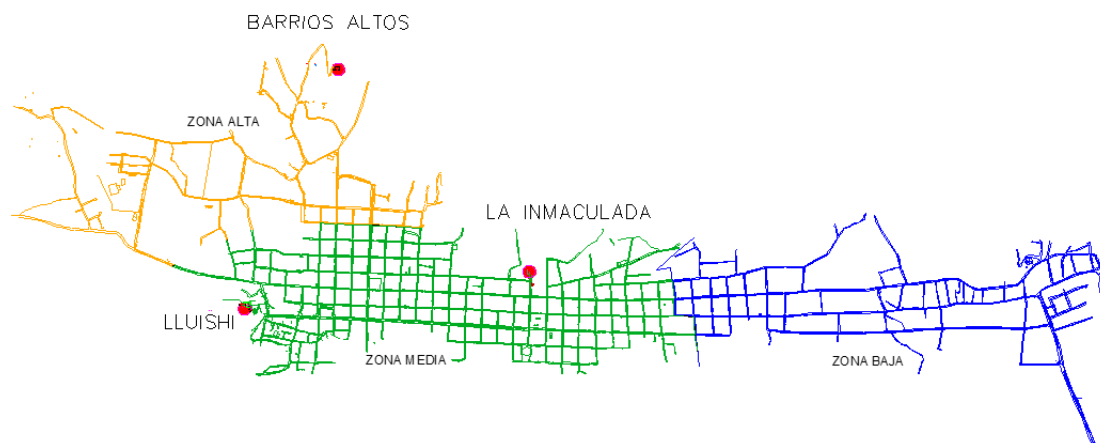 BARRIOS ALTOS
ZONA ALTA
LA INMACULADA
LLUISHI
ZONA MEDIA
ZONA BAJA